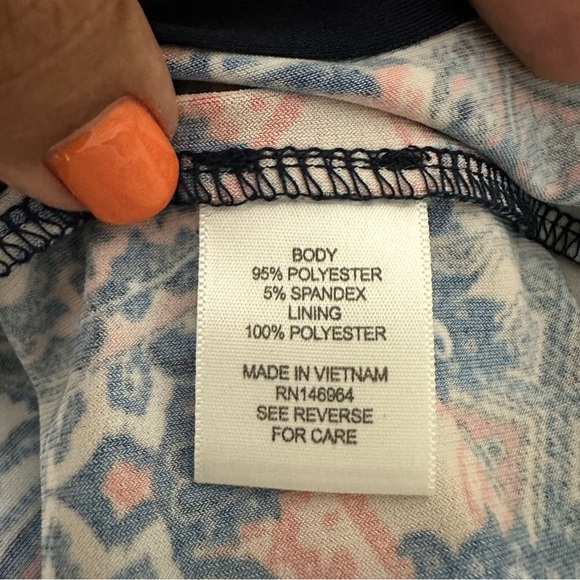 BODY
95% POLYESTER
5% SPANDEX
LINING
100% POLYESTER
MADE IN VIETNAM
RN146964
SEE REVERSE
FOR CARE